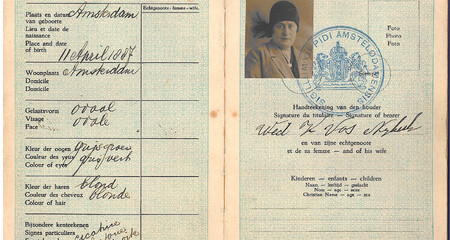 Echtgenoote - femme - wife.
Plaats en datum
van geboorte
Lieu et date de
naissance
Place and date
of birth
Amsterdam
11 April 1887
Woonplaats
Domicile
Domicile
Amsterdam
Gelaatsvorm
Visage
Face
ovaal
ovale
Kleur der oogen
Couleur des yeux
Colour of eyes
grijsgroen
gris vert
Kleur der haren
Couleur des cheveux
Colour of hair
blond
blonde
Bijzondere kenteekenen
Signes particuliers
cicatrice
Foto
Photo
Photo
Foto
Photo
Handteekening van den houder
Signature du titulaire — Signature of bearer
Wed
Vos
en van zijne echtgenoote
et de sa femme — and of his wife
Kinderen — enfants — children
Naam — leeftijd — geslacht
Nom — age — sexe
Christian Name — age — sex